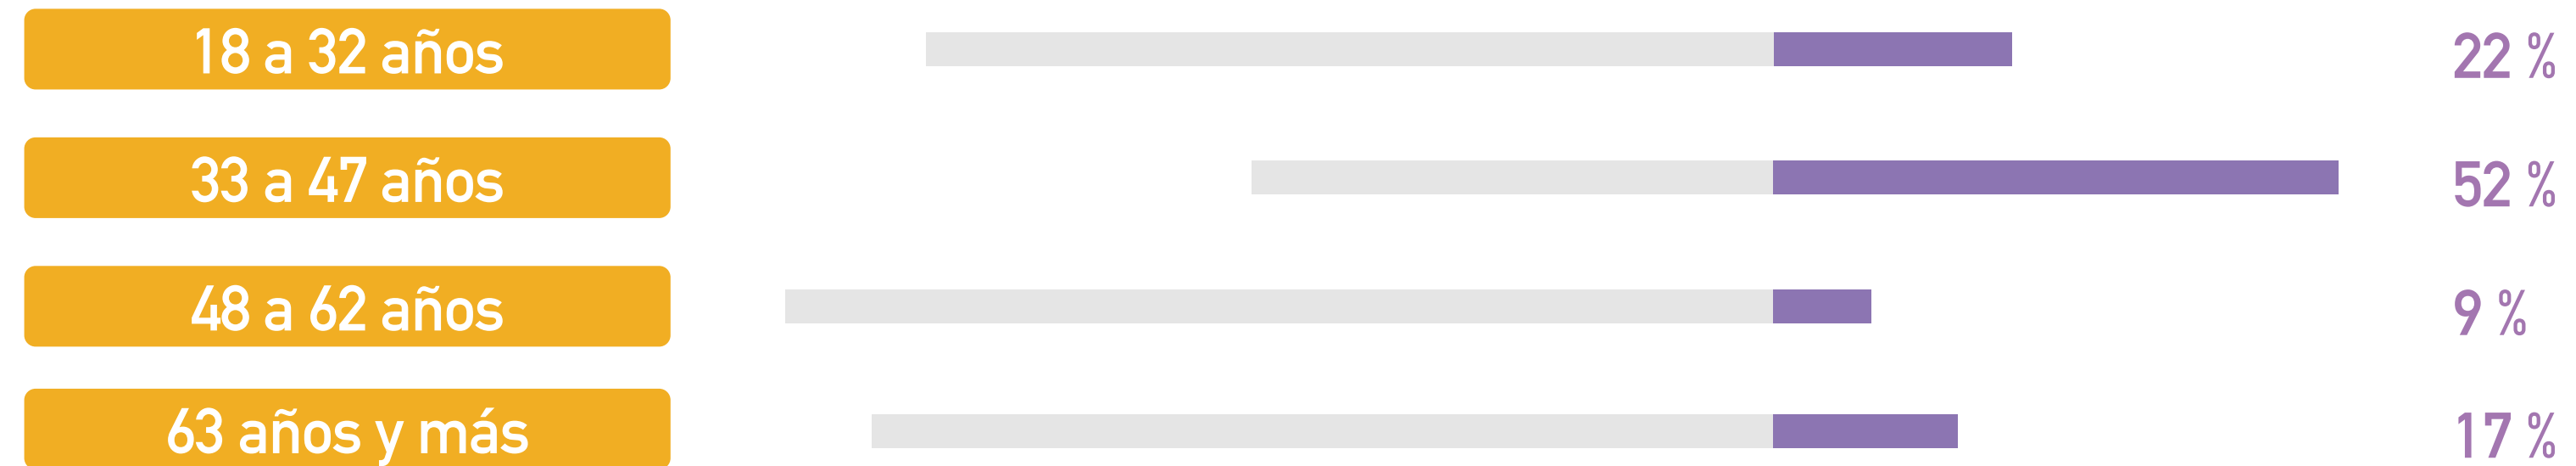 18 a 32 años 22 %
33 a 47 años 52 %
48 a 62 años 9 %
63 años y más 17 %